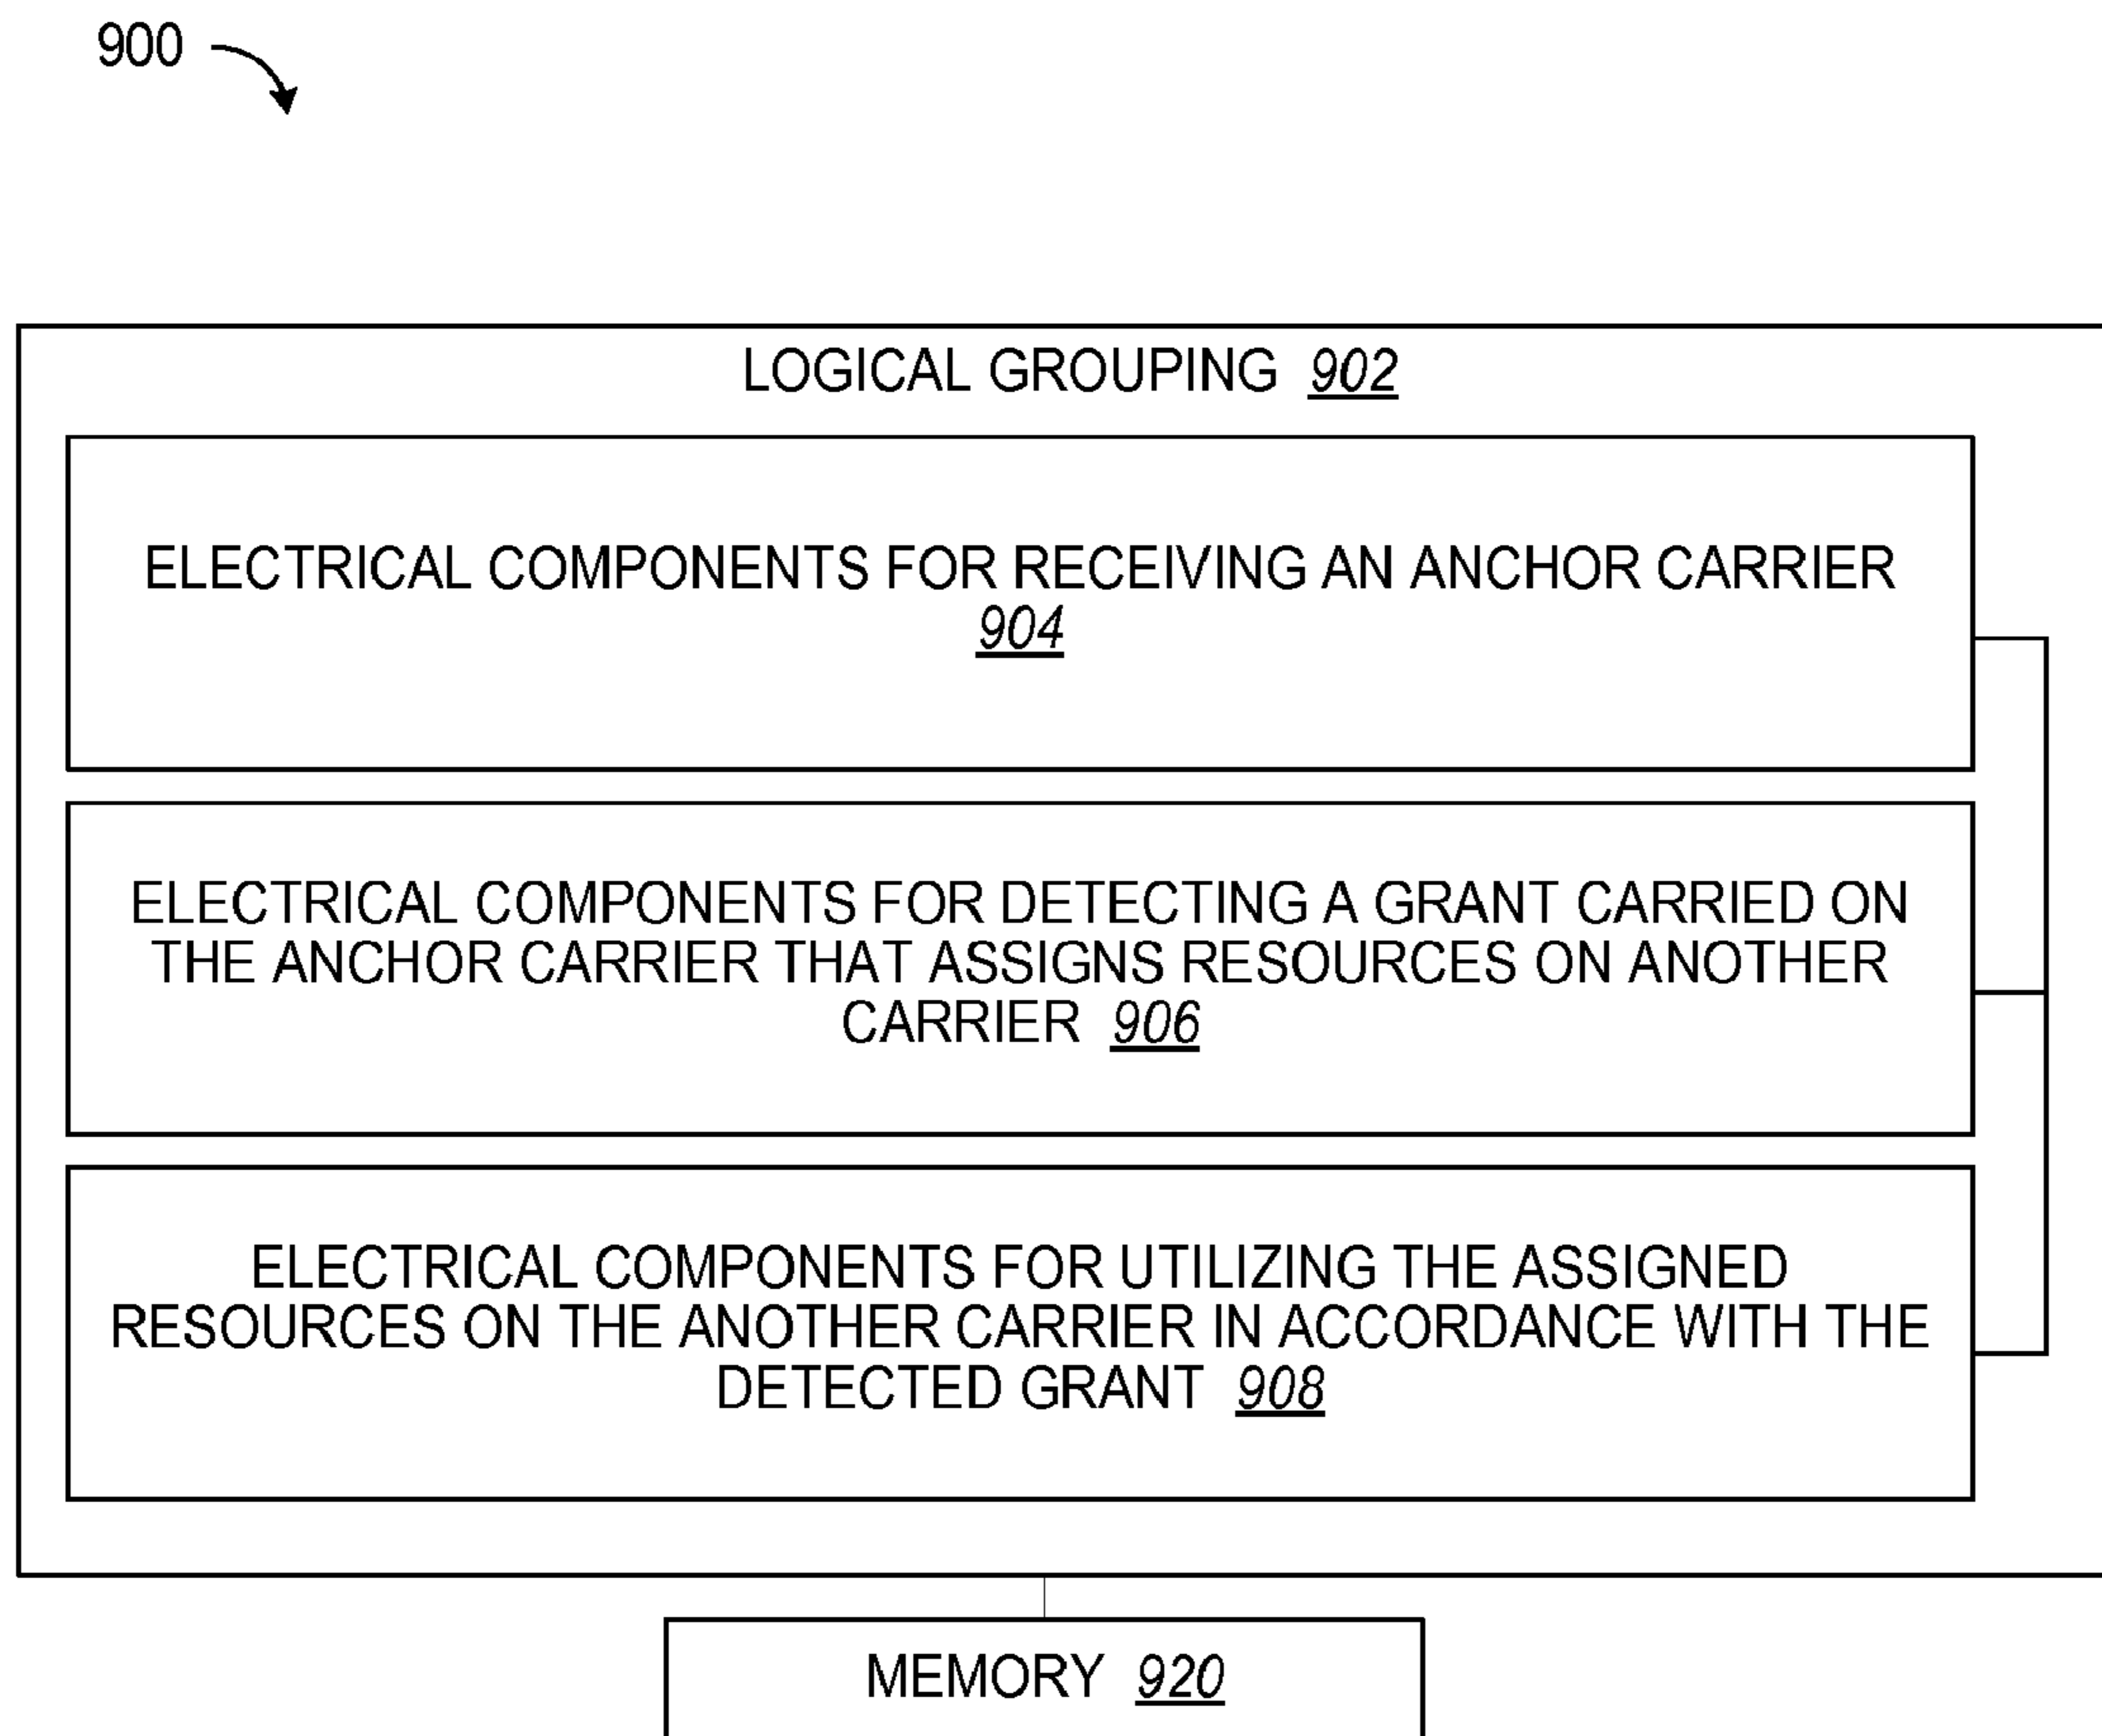 900
LOGICAL GROUPING 902
ELECTRICAL COMPONENTS FOR RECEIVING AN ANCHOR CARRIER
904
ELECTRICAL COMPONENTS FOR DETECTING A GRANT CARRIED ON
THE ANCHOR CARRIER THAT ASSIGNS RESOURCES ON ANOTHER
CARRIER 906
ELECTRICAL COMPONENTS FOR UTILIZING THE ASSIGNED
RESOURCES ON THE ANOTHER CARRIER IN ACCORDANCE WITH THE
DETECTED GRANT 908
MEMORY 920